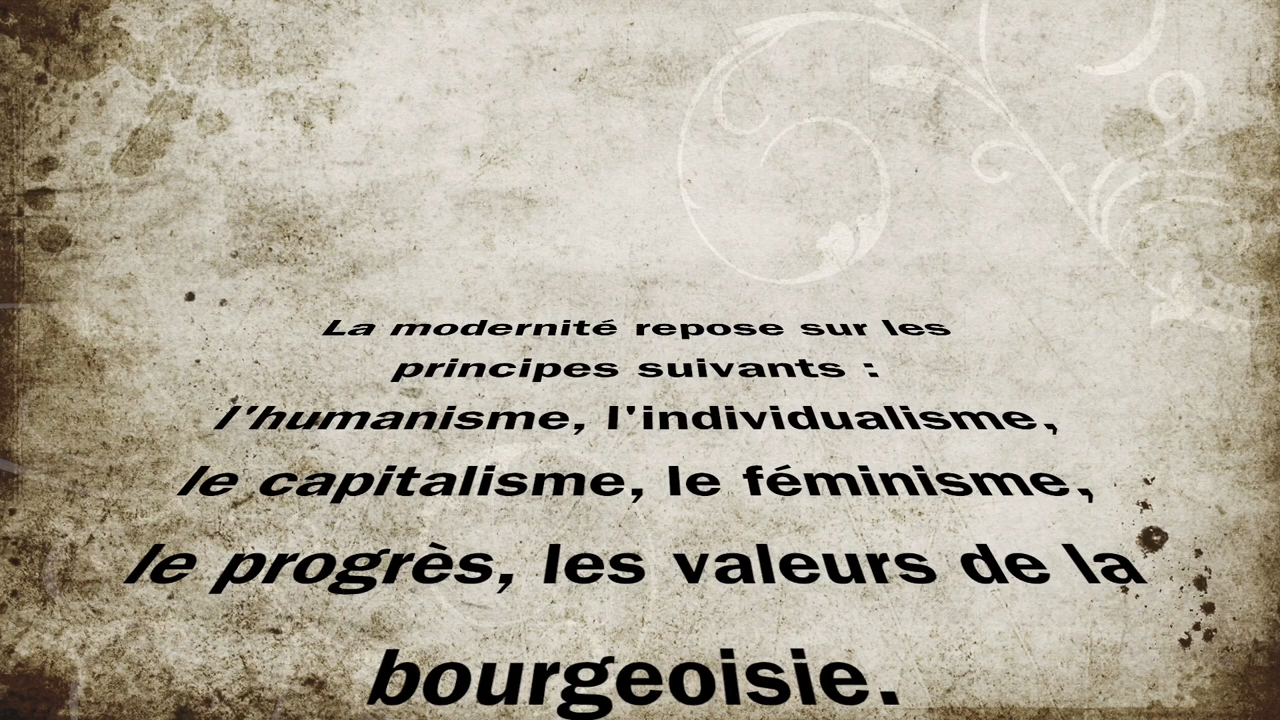 La modernité repose sur les
principes suivants :
l'humanisme, l'individualisme,
le capitalisme, le féminisme,
le progrès, les valeurs de la
bourgeoisie.